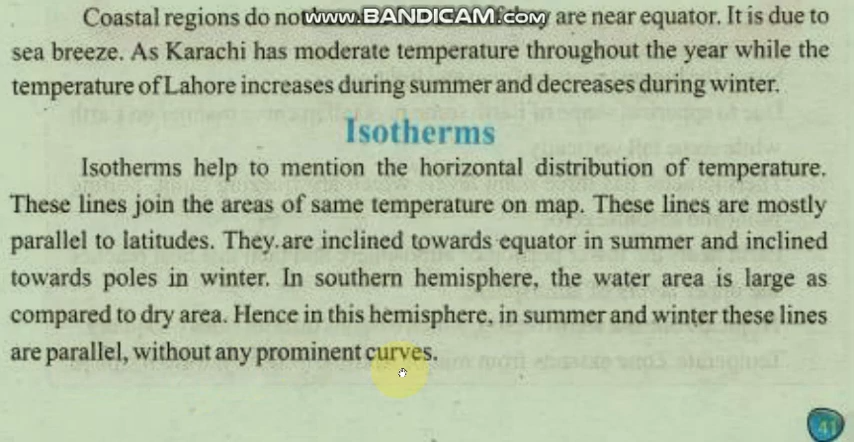 Coastal regions do not www.BANDICAM.com they are near equator. It is due to
sea breeze. As Karachi has moderate temperature throughout the year while the
temperature of Lahore increases during summer and decreases during winter.
Isotherms
Isotherms help to mention the horizontal distribution of temperature.
These lines join the areas of same temperature on map. These lines are mostly
parallel to latitudes. They are inclined towards equator in summer and inclined
towards poles in winter. In southern hemisphere, the water area is large as
compared to dry area. Hence in this hemisphere, in summer and winter these lines
are parallel, without any prominent curves.
41